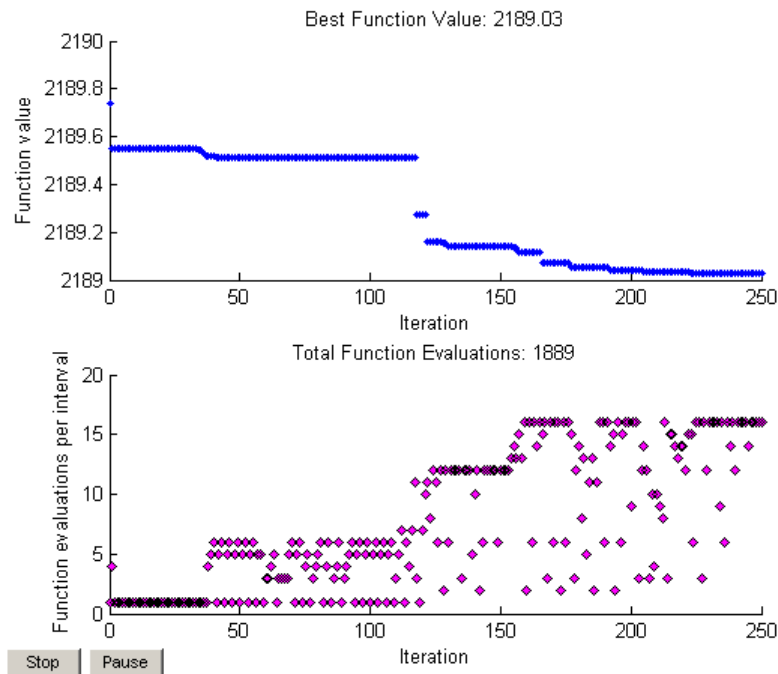 Best Function Value: 2189.03
2190
2189.8
2189.6
2189.4
2189.2
2189
Function value
0 50 100 150 200 250
Iteration
Total Function Evaluations: 1889
20
15
10
5
0
Function evaluations per interval
0 50 100 150 200 250
Iteration
Stop Pause